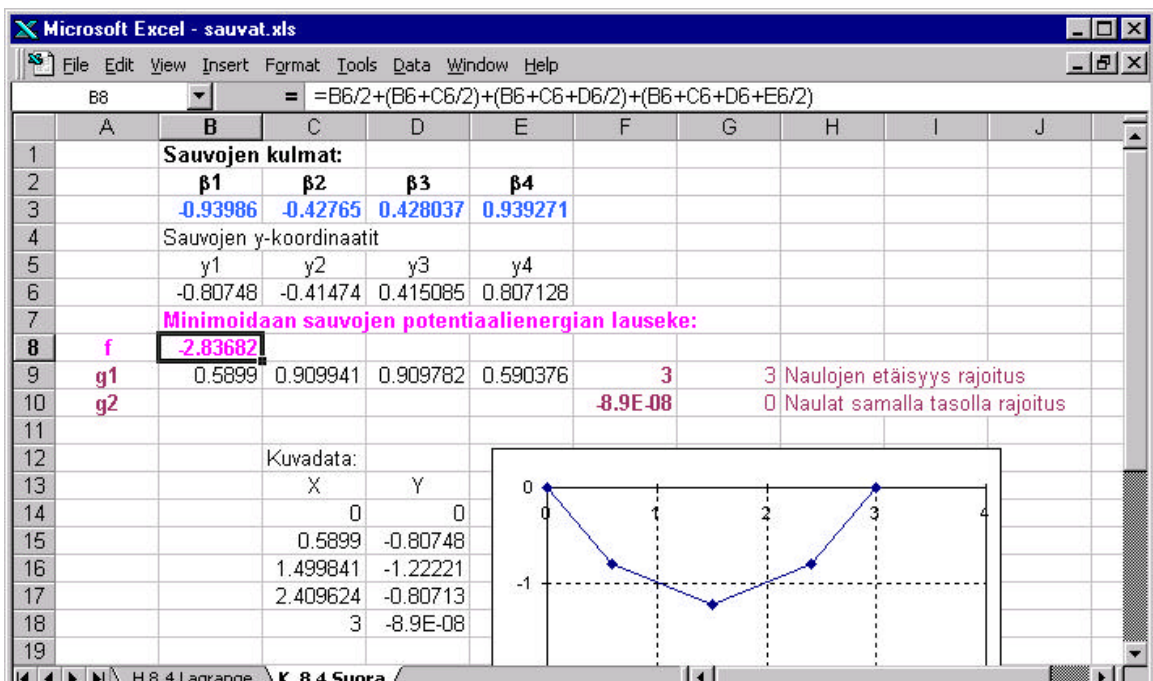 Microsoft Excel - sauvat.xls
File Edit View Insert Format Tools Data Window Help
B8 = =B6/2+(B6+C6/2)+(B6+C6+D6/2)+(B6+C6+D6+E6/2)
A B C D E F G H I J
1 Sauvojen kulmat:
2 β1 β2 β3 β4
3 -0.93986 -0.42765 0.428037 0.939271
4 Sauvojen y-koordinaatit
5 y1 y2 y3 y4
6 -0.80748 -0.41474 0.415085 0.807128
7 Minimoidaan sauvojen potentiaalienergian lauseke:
8 f -2.83682
9 g1 0.5899 0.909941 0.909782 0.590376 3 3 Naulojen etäisyys rajoitus
10 g2 -8.9E-08 0 Naulat samalla tasolla rajoitus
11
12 Kuvadata:
13 X Y
14 0 0
15 0.5899 -0.80748
16 1.499841 -1.22221
17 2.409624 -0.80713
18 3 -8.9E-08
19
0
0 1 2 3 4
-1
H 8.4 Lagrange K 8.4 Suora